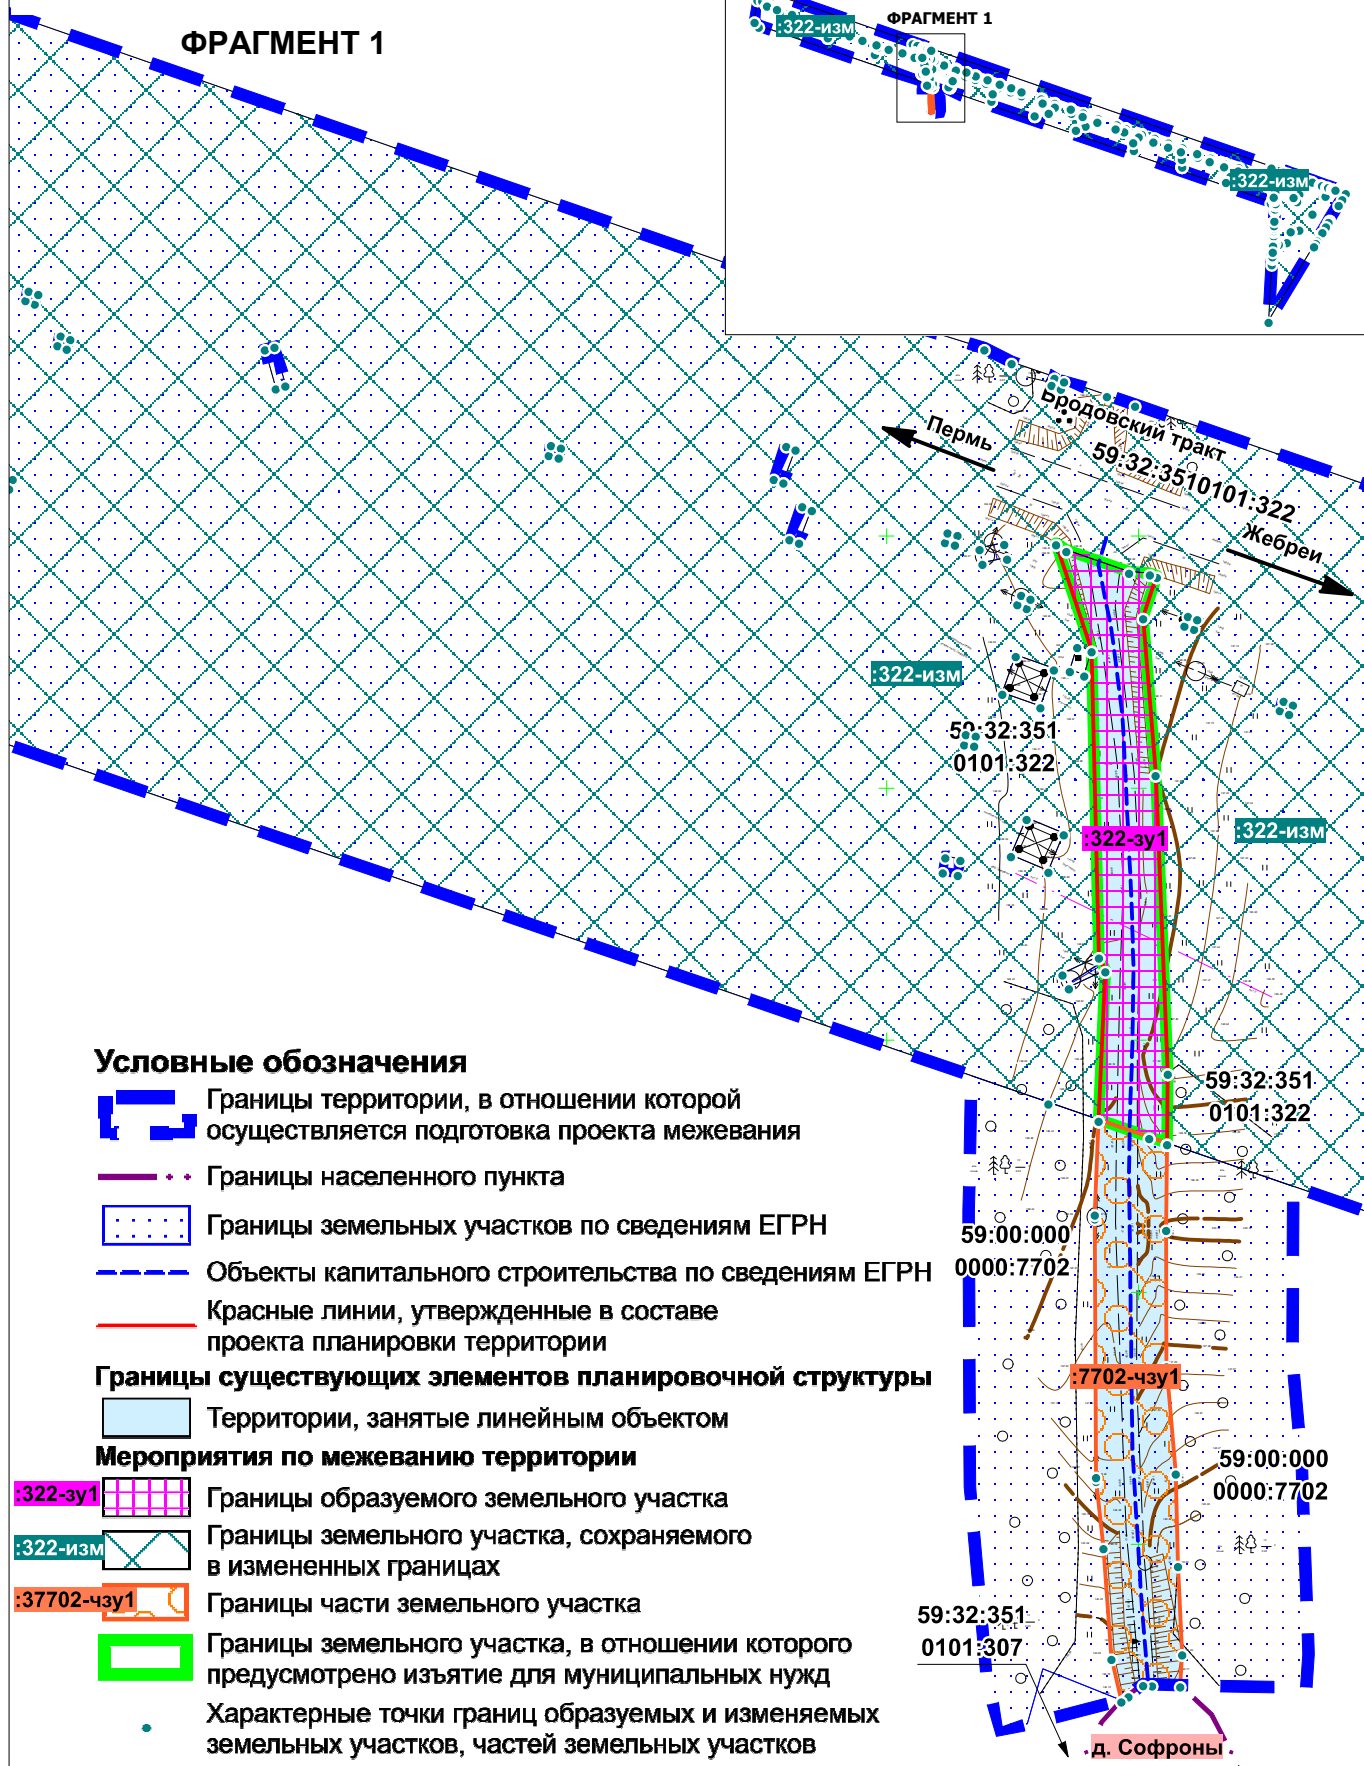 ФРАГМЕНТ 1
ФРАГМЕНТ 1
:322-изм
:322-изм
Бродовский тракт
Пермь
59:32:3510101:322
Жебреи
:322-изм
59:32:351
0101:322
:322-зу1
:322-изм
59:32:351
0101:322
59:00:000
0000:7702
:7702-чзу1
59:00:000
0000:7702
59:32:351
0101:307
д. Софроны
Условные обозначения
Границы территории, в отношении которой
осуществляется подготовка проекта межевания
Границы населенного пункта
Границы земельных участков по сведениям ЕГРН
Объекты капитального строительства по сведениям ЕГРН
Красные линии, утвержденные в составе
проекта планировки территории
Границы существующих элементов планировочной структуры
Территории, занятые линейным объектом
Мероприятия по межеванию территории
:322-зу1
Границы образуемого земельного участка
:322-изм
Границы земельного участка, сохраняемого
в измененных границах
:37702-чзу1
Границы части земельного участка
Границы земельного участка, в отношении которого
предусмотрено изъятие для муниципальных нужд
Характерные точки границ образуемых и изменяемых
земельных участков, частей земельных участков